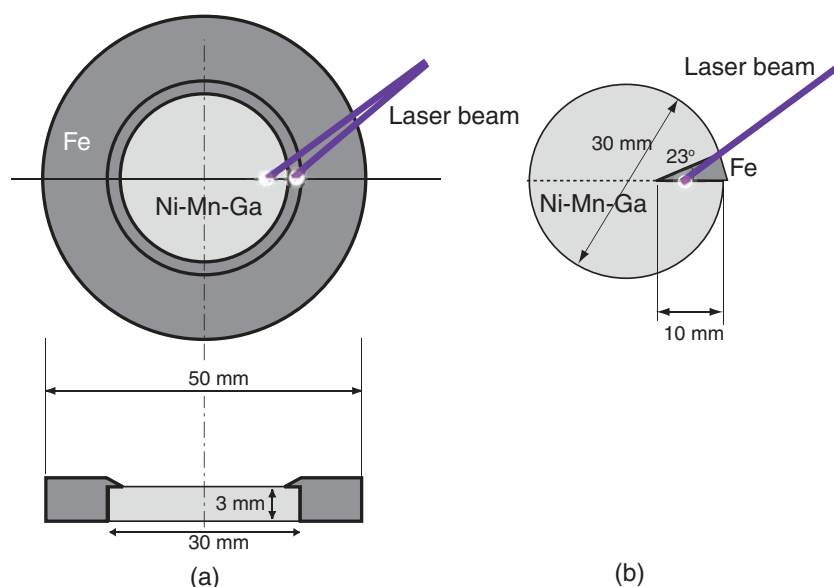 Fe
Laser beam
Ni-Mn-Ga
50 mm
3 mm
30 mm
(a)
Laser beam
30 mm
23°
Fe
Ni-Mn-Ga
10 mm
(b)